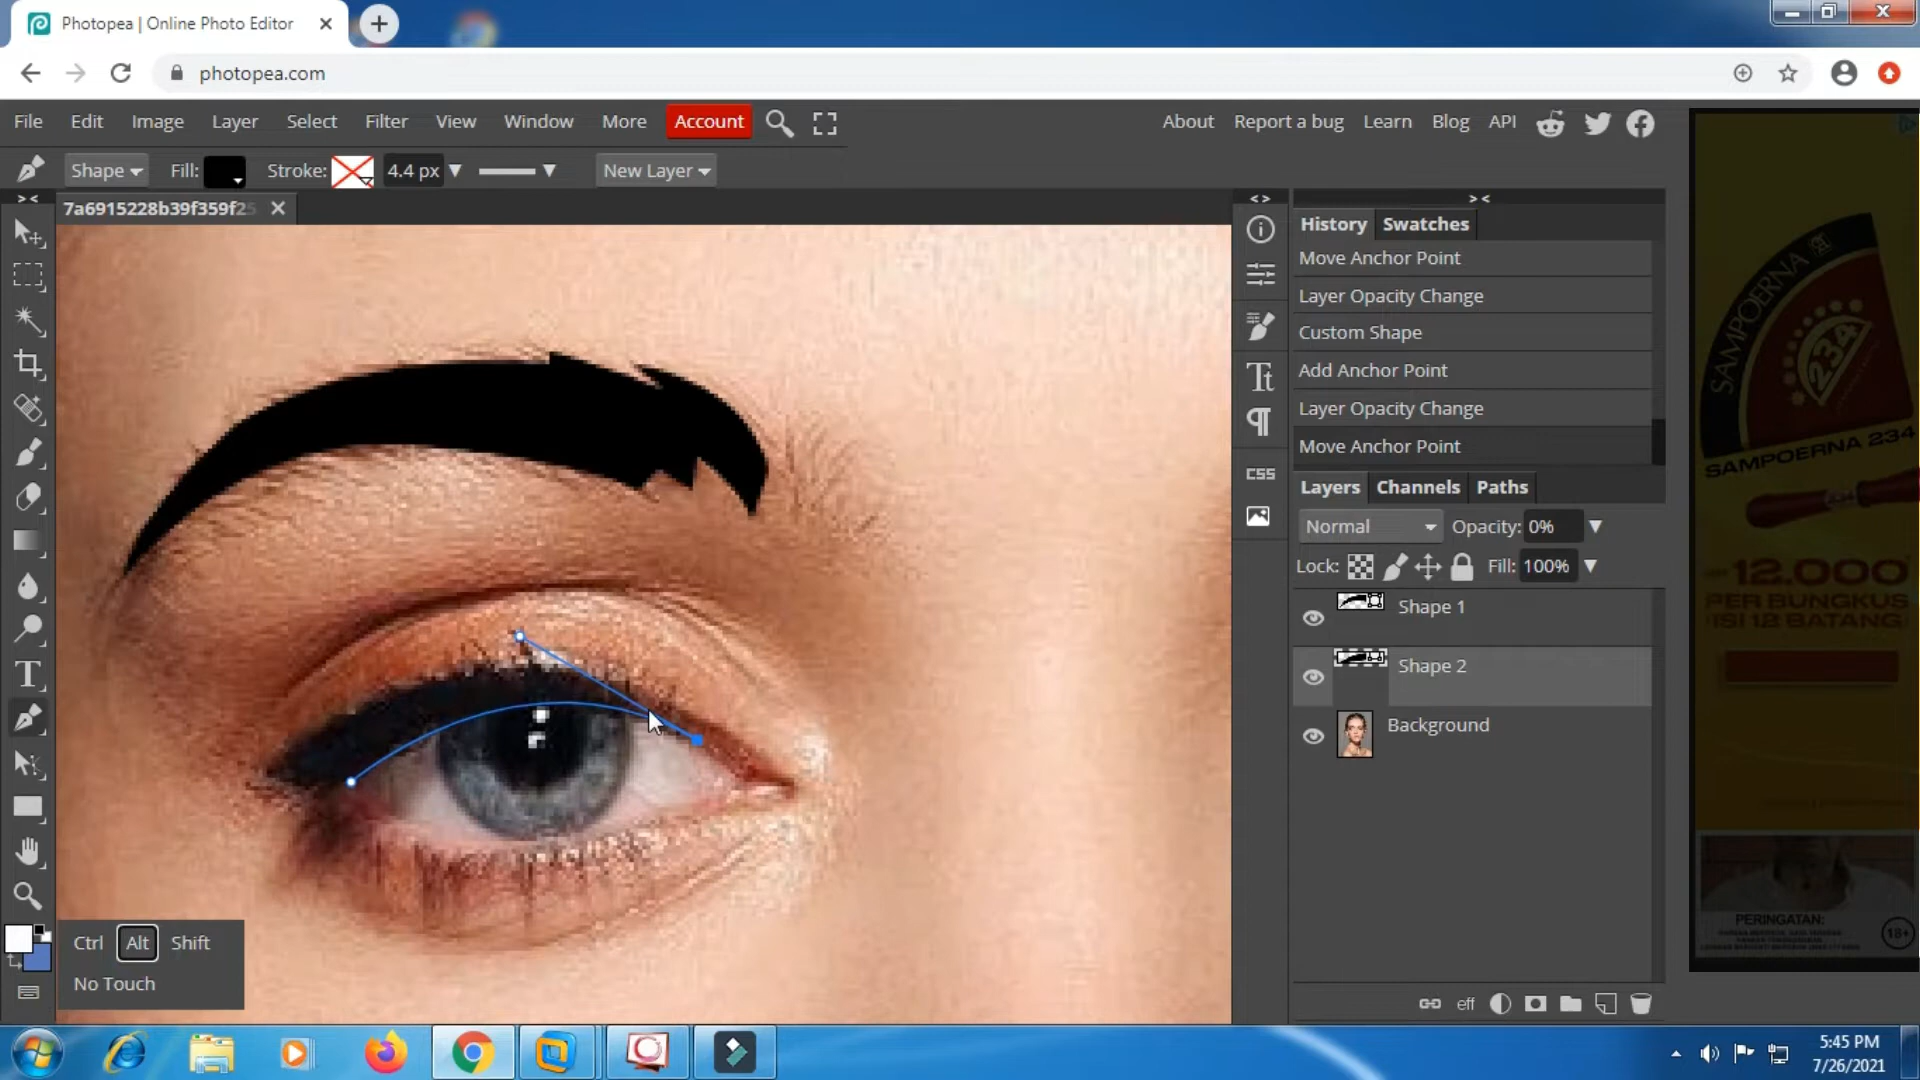 Photopea | Online Photo Editor
photopea.com
File Edit Image Layer Select Filter View Window More Account
About Report a bug Learn Blog API
Shape Fill: Stroke: 4.4 px New Layer
7a6915228b39f359f25
> <
< >
> <
History Swatches
Move Anchor Point
Layer Opacity Change
Custom Shape
Add Anchor Point
Layer Opacity Change
Move Anchor Point
CSS
Layers Channels Paths
Normal Opacity: 0%
Lock: Fill: 100%
Shape 1
Shape 2
Background
eff
Ctrl Alt Shift
No Touch
SAMPOERNA
234
SAMPOERNA 234
12.000
PER BUNGKUS
ISI 12 BATANG
PERINGATAN:
18+
5:45 PM
7/26/2021